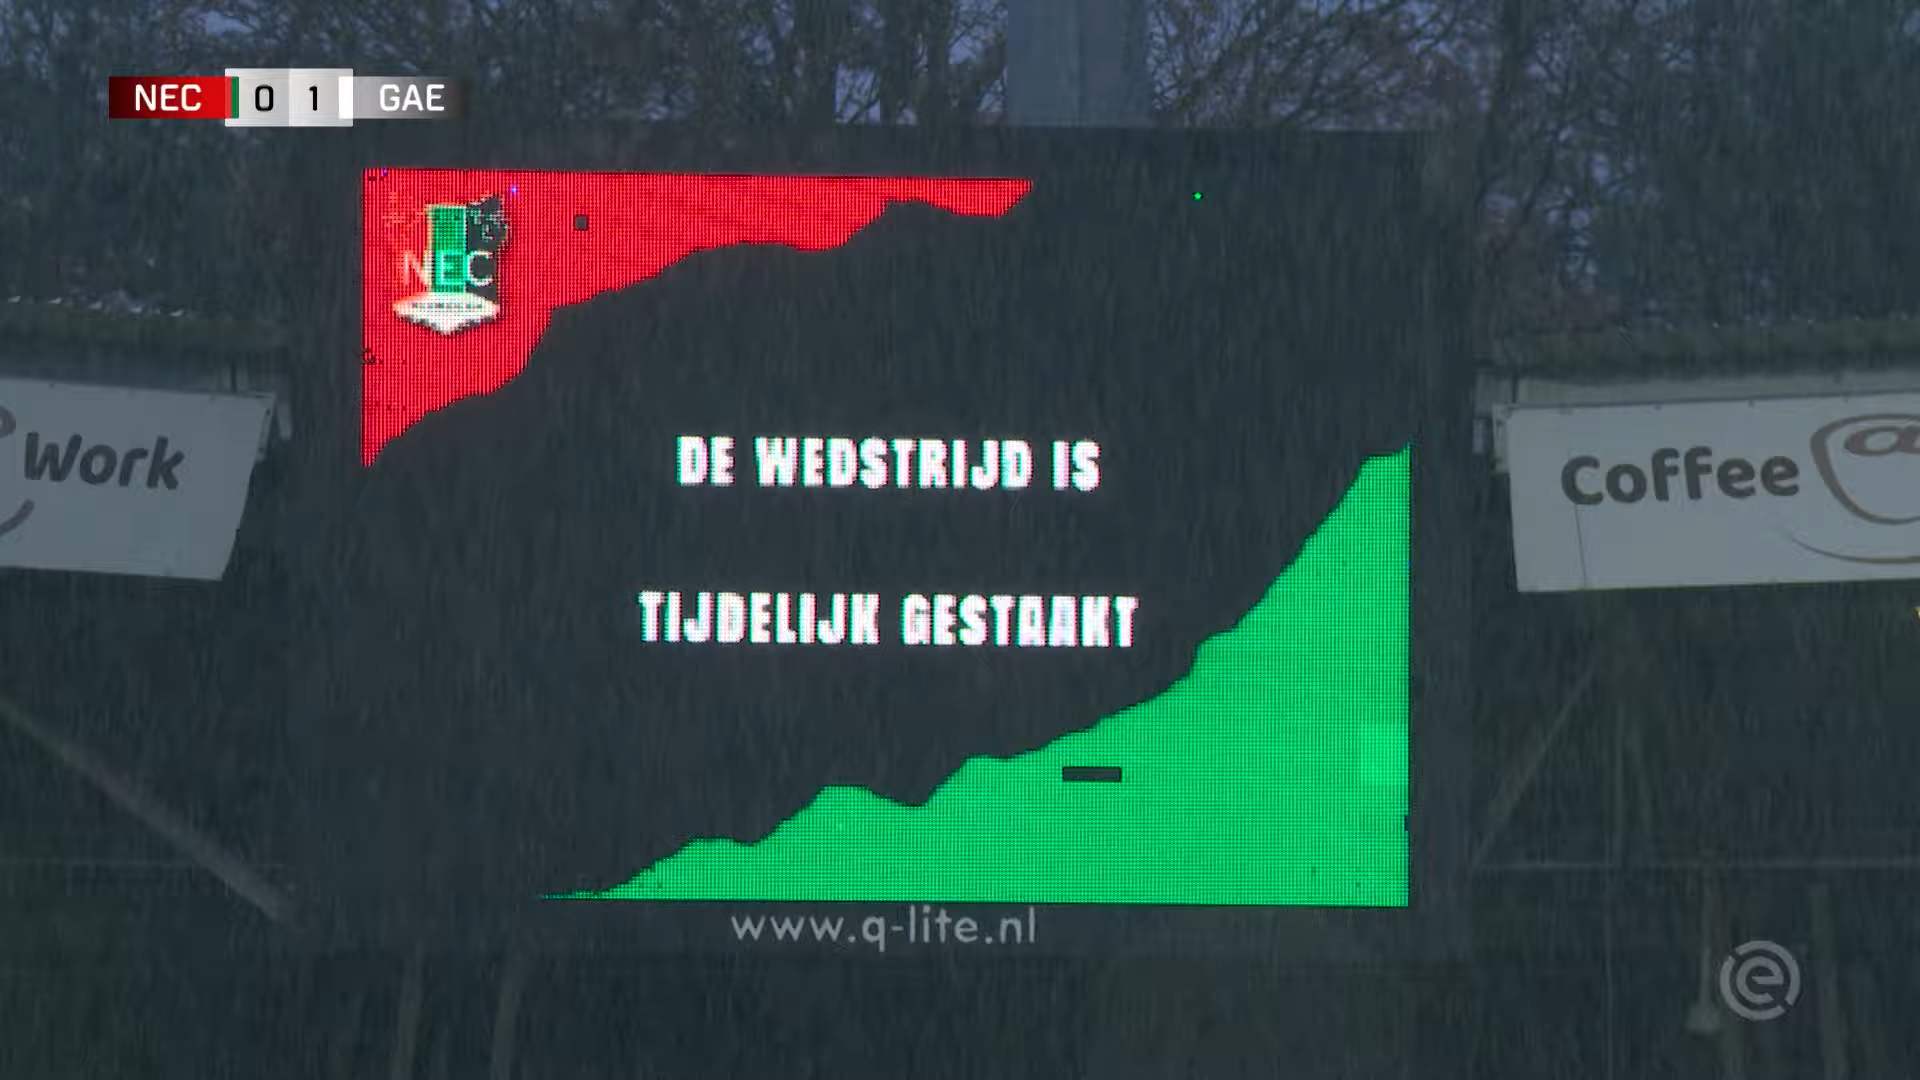 NEC 0 1 GAE
NEC
DE WEDSTRIJD IS
TIJDELIJK GESTAAKT
www.q-lite.nl
Work
Coffee